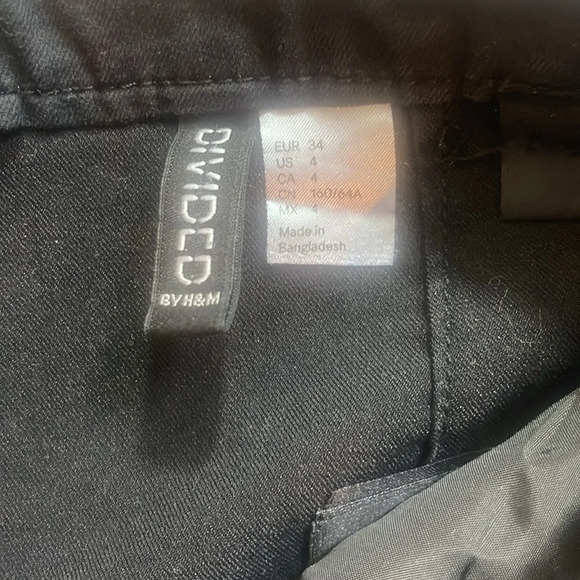 DIVIDED
BY H&M
EUR 34
US 4
CA 4
CN 160/64A
MX 4
Made in
Bangladesh